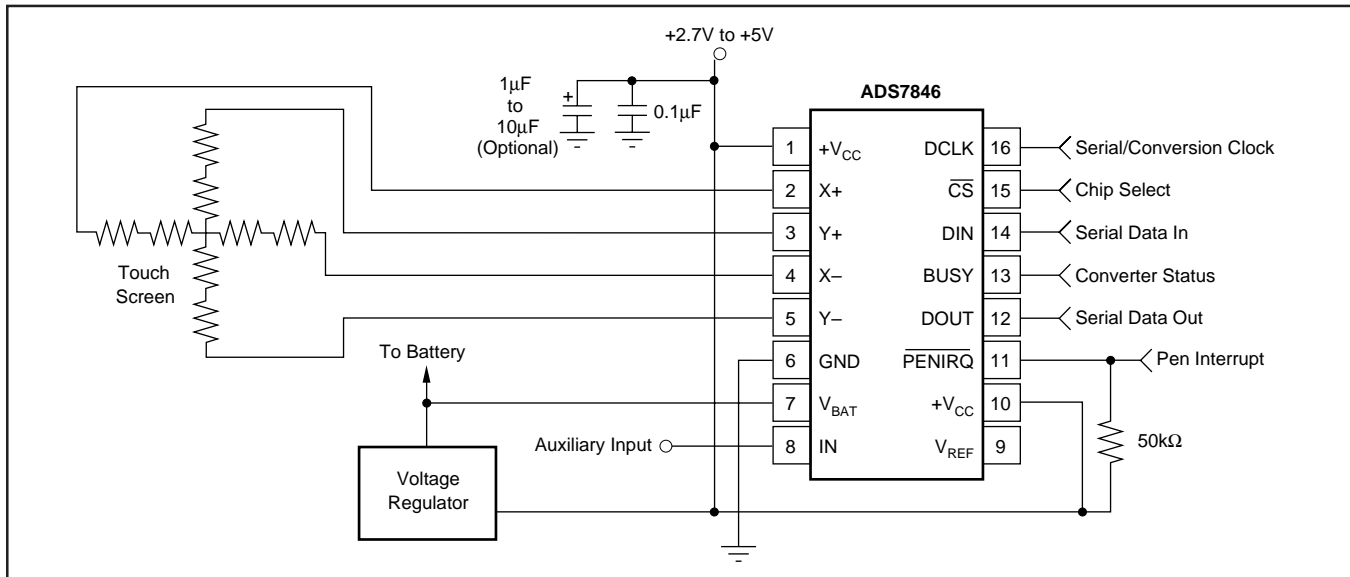 +2.7V to +5V
1μF
to
10μF
(Optional)
+
0.1μF
ADS7846
1 +VCC
2 X+
3 Y+
4 X–
5 Y–
6 GND
7 VBAT
8 IN
DCLK 16
CS 15
DIN 14
BUSY 13
DOUT 12
PENIRQ 11
+VCC 10
VREF 9
Serial/Conversion Clock
Chip Select
Serial Data In
Converter Status
Serial Data Out
Pen Interrupt
50kΩ
Touch
Screen
To Battery
Auxiliary Input
Voltage
Regulator